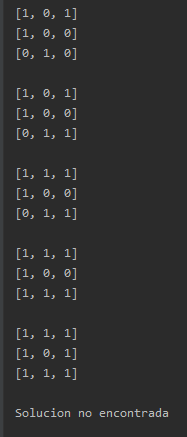 [1, 0, 1]
[1, 0, 0]
[0, 1, 0]

[1, 0, 1]
[1, 0, 0]
[0, 1, 1]

[1, 1, 1]
[1, 0, 0]
[0, 1, 1]

[1, 1, 1]
[1, 0, 0]
[1, 1, 1]

[1, 1, 1]
[1, 0, 1]
[1, 1, 1]

Solucion no encontrada